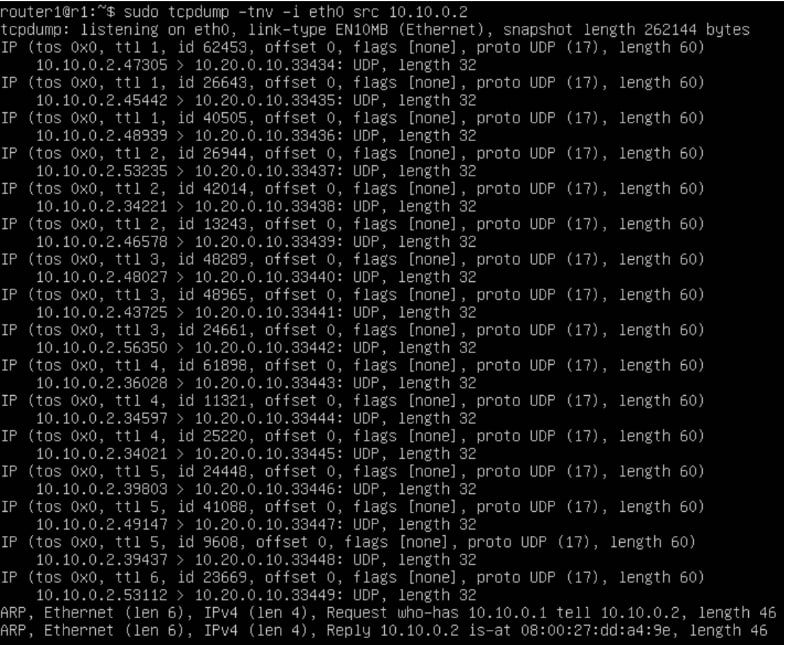 router1@r1:~$ sudo tcpdump -tnv -i eth0 src 10.10.0.2
tcpdump: listening on eth0, link-type EN10MB (Ethernet), snapshot length 262144 bytes
IP (tos 0x0, ttl 1, id 62453, offset 0, flags [none], proto UDP (17), length 60)
    10.10.0.2.47305 > 10.20.0.10.33434: UDP, length 32
IP (tos 0x0, ttl 1, id 26643, offset 0, flags [none], proto UDP (17), length 60)
    10.10.0.2.45442 > 10.20.0.10.33435: UDP, length 32
IP (tos 0x0, ttl 1, id 40505, offset 0, flags [none], proto UDP (17), length 60)
    10.10.0.2.48939 > 10.20.0.10.33436: UDP, length 32
IP (tos 0x0, ttl 2, id 26944, offset 0, flags [none], proto UDP (17), length 60)
    10.10.0.2.53235 > 10.20.0.10.33437: UDP, length 32
IP (tos 0x0, ttl 2, id 42014, offset 0, flags [none], proto UDP (17), length 60)
    10.10.0.2.34221 > 10.20.0.10.33438: UDP, length 32
IP (tos 0x0, ttl 2, id 13243, offset 0, flags [none], proto UDP (17), length 60)
    10.10.0.2.46578 > 10.20.0.10.33439: UDP, length 32
IP (tos 0x0, ttl 3, id 48289, offset 0, flags [none], proto UDP (17), length 60)
    10.10.0.2.48027 > 10.20.0.10.33440: UDP, length 32
IP (tos 0x0, ttl 3, id 48965, offset 0, flags [none], proto UDP (17), length 60)
    10.10.0.2.43725 > 10.20.0.10.33441: UDP, length 32
IP (tos 0x0, ttl 3, id 24661, offset 0, flags [none], proto UDP (17), length 60)
    10.10.0.2.56350 > 10.20.0.10.33442: UDP, length 32
IP (tos 0x0, ttl 4, id 61898, offset 0, flags [none], proto UDP (17), length 60)
    10.10.0.2.36028 > 10.20.0.10.33443: UDP, length 32
IP (tos 0x0, ttl 4, id 11321, offset 0, flags [none], proto UDP (17), length 60)
    10.10.0.2.34597 > 10.20.0.10.33444: UDP, length 32
IP (tos 0x0, ttl 4, id 25220, offset 0, flags [none], proto UDP (17), length 60)
    10.10.0.2.34021 > 10.20.0.10.33445: UDP, length 32
IP (tos 0x0, ttl 5, id 24448, offset 0, flags [none], proto UDP (17), length 60)
    10.10.0.2.39803 > 10.20.0.10.33446: UDP, length 32
IP (tos 0x0, ttl 5, id 41088, offset 0, flags [none], proto UDP (17), length 60)
    10.10.0.2.49147 > 10.20.0.10.33447: UDP, length 32
IP (tos 0x0, ttl 5, id 9608, offset 0, flags [none], proto UDP (17), length 60)
    10.10.0.2.39437 > 10.20.0.10.33448: UDP, length 32
IP (tos 0x0, ttl 6, id 23669, offset 0, flags [none], proto UDP (17), length 60)
    10.10.0.2.53112 > 10.20.0.10.33449: UDP, length 32
ARP, Ethernet (len 6), IPv4 (len 4), Request who-has 10.10.0.1 tell 10.10.0.2, length 46
ARP, Ethernet (len 6), IPv4 (len 4), Reply 10.10.0.2 is-at 08:00:27:dd:a4:9e, length 46